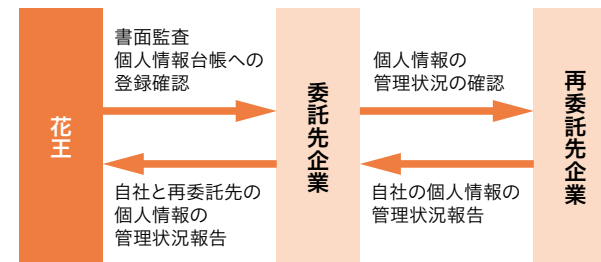 花王
書面監査
個人情報台帳への
登録確認
自社と再委託先の
個人情報の
管理状況報告
委託先企業
個人情報の
管理状況の確認
自社の個人情報の
管理状況報告
再委託先企業